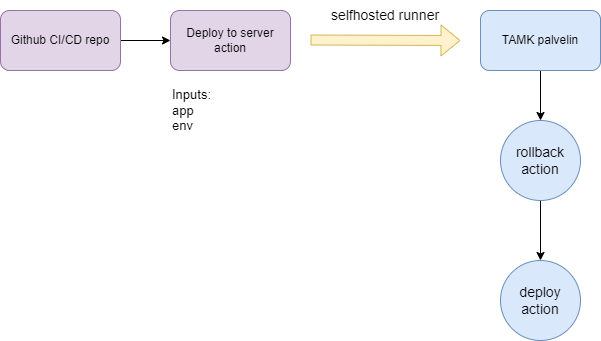 selfhosted runner
Github CI/CD repo
Deploy to server
action
TAMK palvelin
Inputs:
app
env
rollback
action
deploy
action